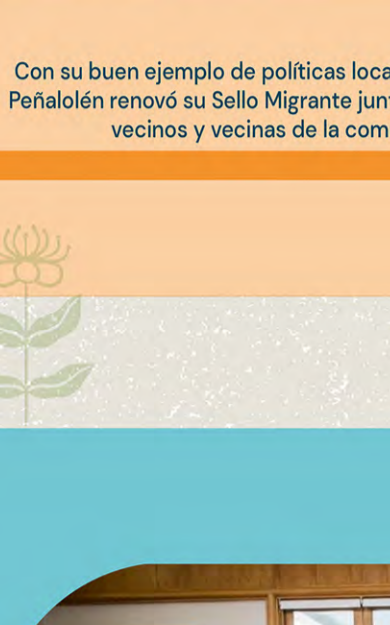 Con su buen ejemplo de políticas loca
Peñalolén renovó su Sello Migrante jun
vecinos y vecinas de la com